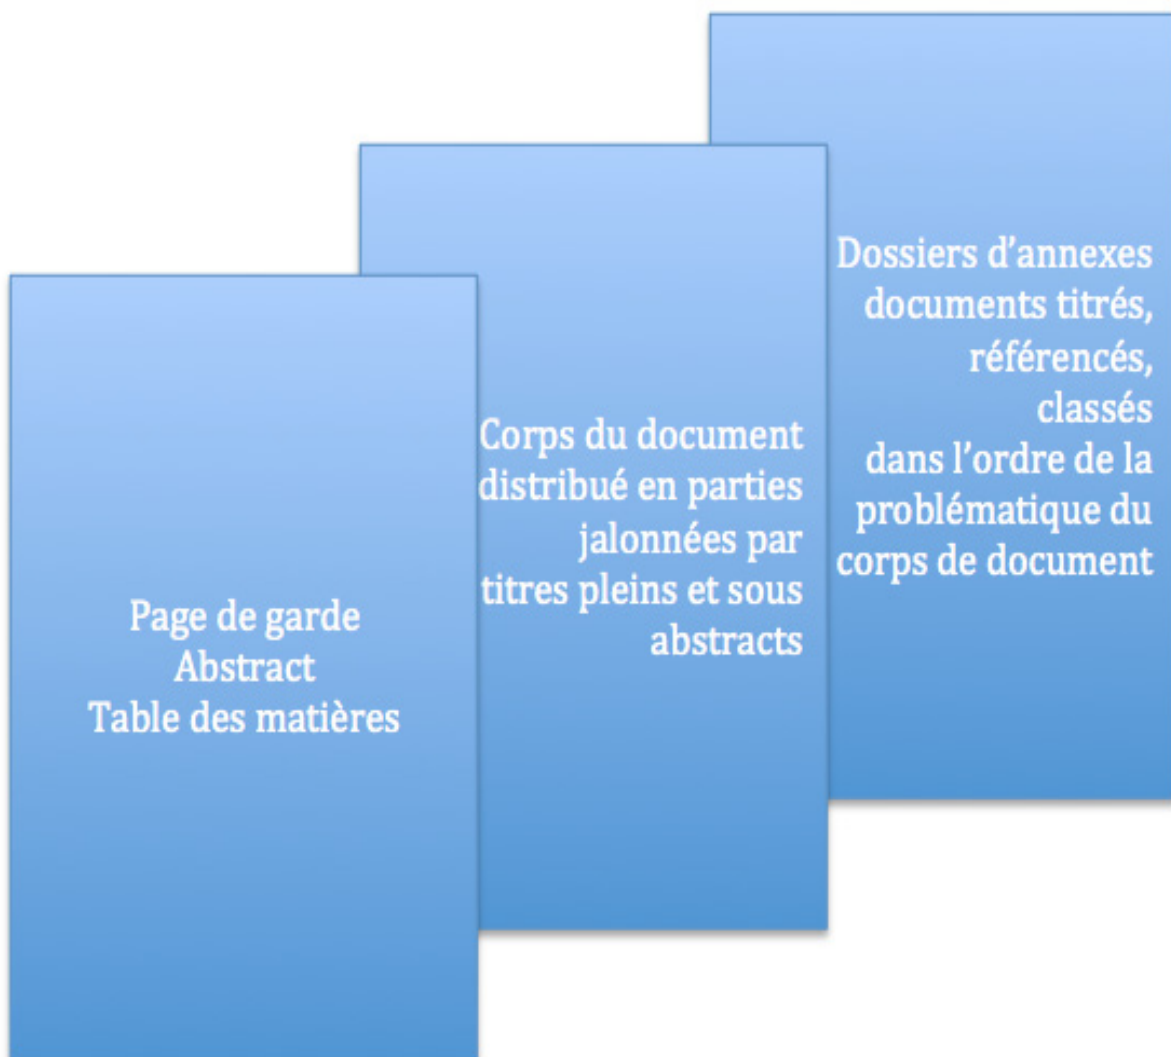 Page de garde
Abstract
Table des matières
Corps du document
distribué en parties
jalonnées par
titres pleins et sous
abstracts
Dossiers d’annexes
documents titrés,
référencés,
classés
dans l’ordre de la
problématique du
corps de document